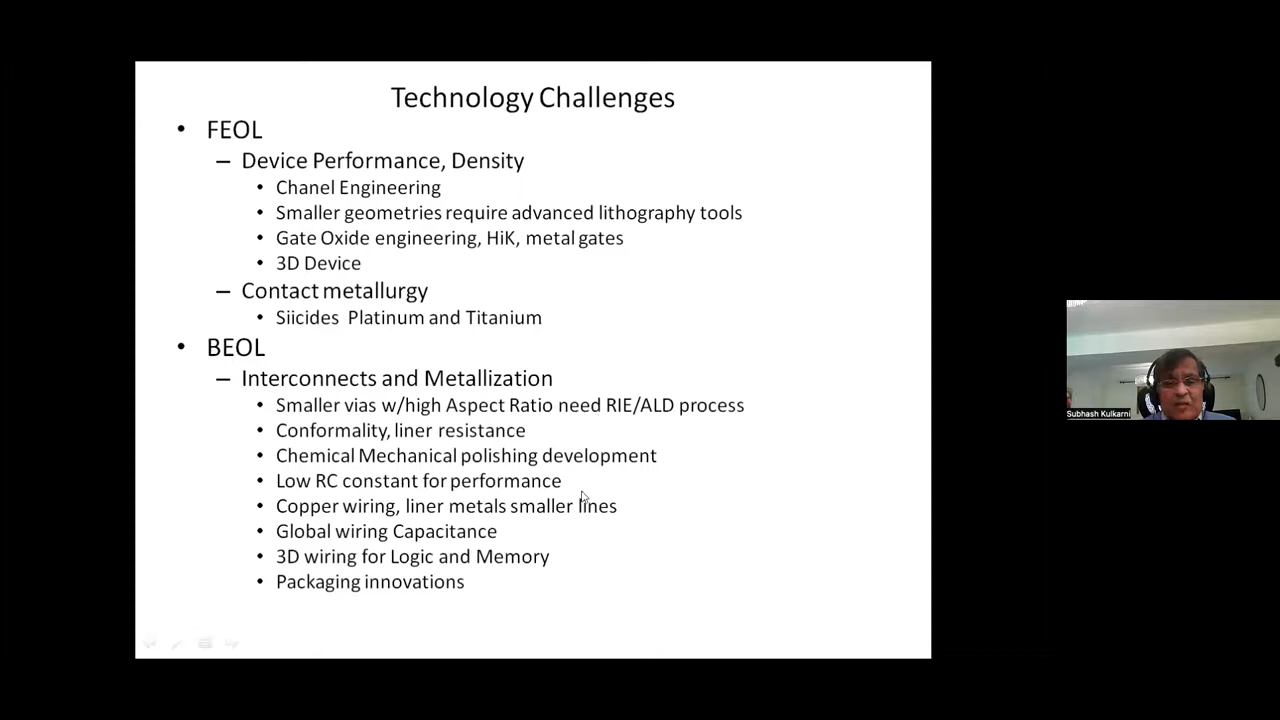 Technology Challenges
• FEOL
– Device Performance, Density
• Chanel Engineering
• Smaller geometries require advanced lithography tools
• Gate Oxide engineering, HiK, metal gates
• 3D Device
– Contact metallurgy
• Siicides Platinum and Titanium
• BEOL
– Interconnects and Metallization
• Smaller vias w/high Aspect Ratio need RIE/ALD process
• Conformality, liner resistance
• Chemical Mechanical polishing development
• Low RC constant for performance
• Copper wiring, liner metals smaller lines
• Global wiring Capacitance
• 3D wiring for Logic and Memory
• Packaging innovations
Subhash Kulkarni